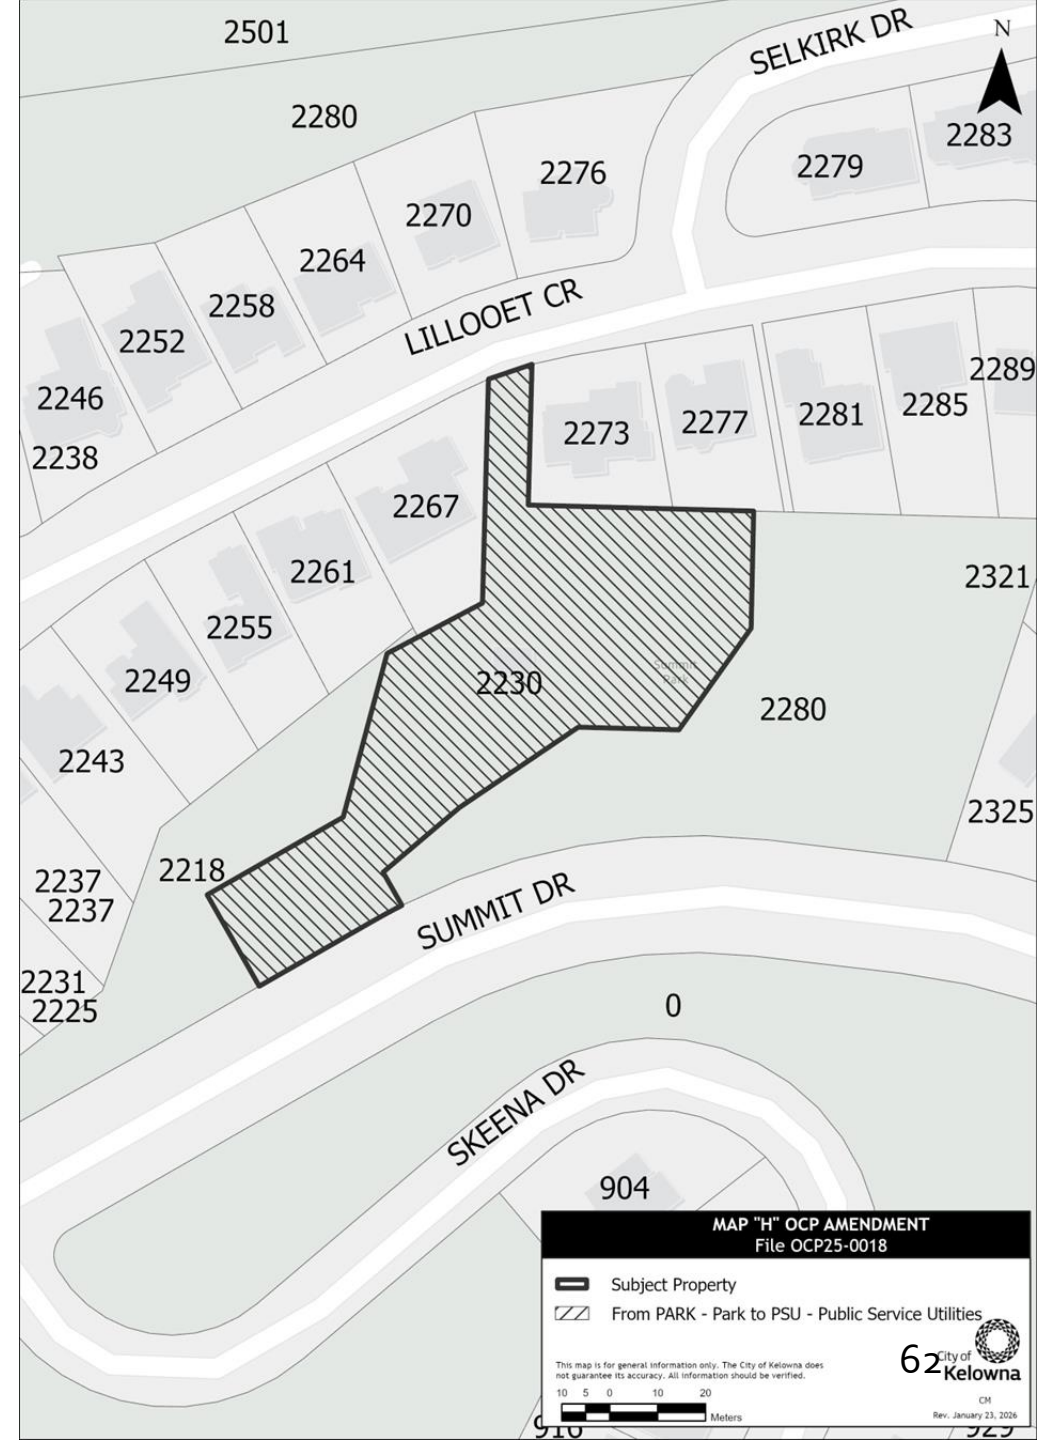 2501
SELKIRK DR
N
2280
2283
2279
2276
2270
2264
2258
LILLOOET CR
2252
2246
2289
2285
2281
2277
2273
2238
2267
2261
2321
2255
2249
2230
Summit
Park
2280
2243
2325
2218
2237
2237
SUMMIT DR
2231
2225
0
SKEENA DR
904
MAP "H" OCP AMENDMENT
File OCP25-0018
Subject Property
From PARK - Park to PSU - Public Service Utilities
62
City of
Kelowna
This map is for general information only. The City of Kelowna does
not guarantee its accuracy. All information should be verified.
10 5 0 10 20
Meters
CM
Rev. January 23, 2026